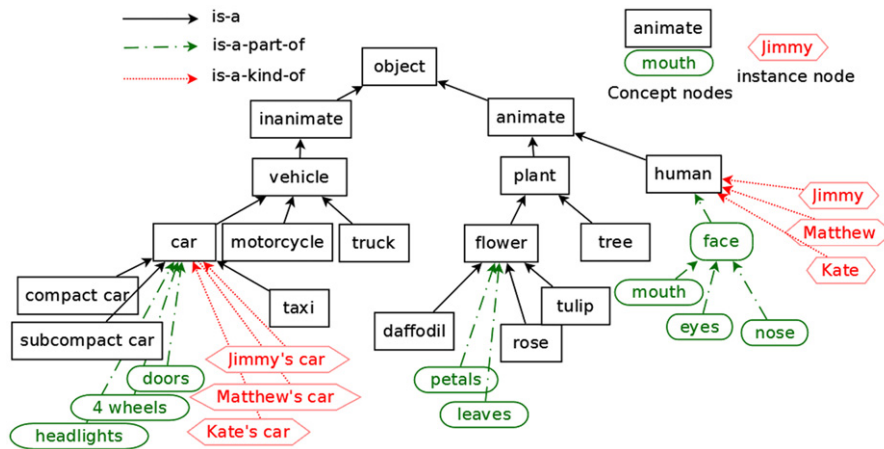 is-a
is-a-part-of
is-a-kind-of
animate
mouth
Concept nodes
Jimmy
instance node
object
inanimate
animate
vehicle
plant
human
Jimmy
Matthew
Kate
car
motorcycle
truck
flower
tree
face
compact car
subcompact car
taxi
daffodil
rose
tulip
mouth
eyes
nose
doors
4 wheels
headlights
Jimmy's car
Matthew's car
Kate's car
petals
leaves